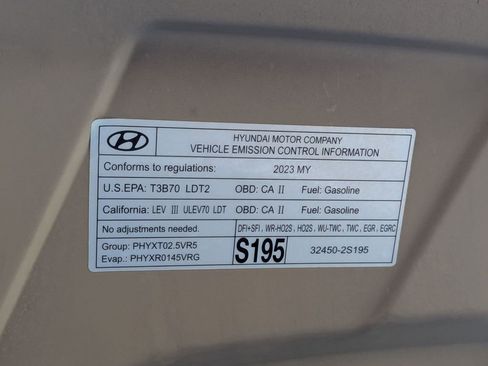 HYUNDAI MOTOR COMPANY
VEHICLE EMISSION CONTROL INFORMATION
Conforms to regulations: 2023 MY
U.S.EPA: T3B70 LDT2 OBD: CA II Fuel: Gasoline
California: LEV III ULEV70 LDT OBD: CA II Fuel: Gasoline
No adjustments needed. DFI+SFI, WR-HO2S, HO2S, WU-TWC, TWC, EGR, EGRC
Group: PHYXT02.5VR5
Evap.: PHYXR0145VRG
S195 32450-2S195